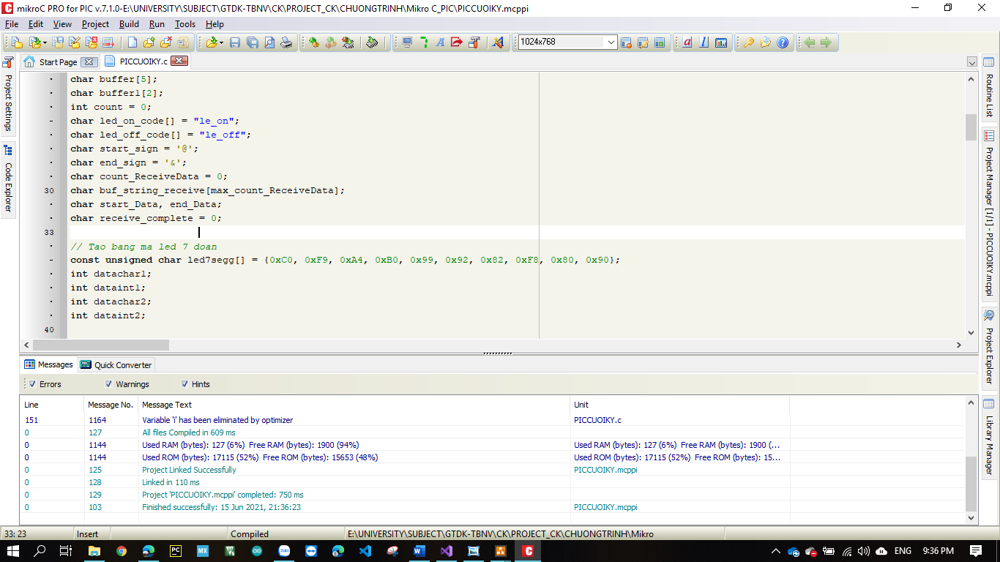 mikroC PRO for PIC v.7.1.0-E:\UNIVERSITY\SUBJECT\GTDK-TBNV\CK\PROJECT_CK\CHUONGTRINH\Mikro C_PIC\PICCUOIKY.mcppi
File Edit View Project Build Run Tools Help
1024x768
Start Page PICCUOIKY.c
Project Settings
Code Explorer
char buffer[5];
char buffer1[2];
int count = 0;
char led_on_code[] = "le_on";
char led_off_code[] = "le_off";
char start_sign = '@';
char end_sign = '&';
char count_ReceiveData = 0;
30 char buf_string_receive[max_count_ReceiveData];
char start_Data, end_Data;
char receive_complete = 0;
33
// Tao bang ma led 7 doan
const unsigned char led7segg[] = {0xC0, 0xF9, 0xA4, 0xB0, 0x99, 0x92, 0x82, 0xF8, 0x80, 0x90};
int datachar1;
int dataint1;
int datachar2;
int dataint2;
40
Routine List
Project Manager [1/1] - PICCUOIKY.mcppi
Project Explorer
Library Manager
Messages Quick Converter
Errors Warnings Hints
Line Message No. Message Text Unit
151 1164 Variable 'i' has been eliminated by optimizer PICCUOIKY.c
0 127 All files Compiled in 609 ms
0 1144 Used RAM (bytes): 127 (6%) Free RAM (bytes): 1900 (94%) Used RAM (bytes): 127 (6%) Free RAM (bytes): 1900 (...
0 1144 Used ROM (bytes): 17115 (52%) Free ROM (bytes): 15653 (48%) Used ROM (bytes): 17115 (52%) Free ROM (bytes): 15...
0 125 Project Linked Successfully PICCUOIKY.mcppi
0 128 Linked in 110 ms
0 129 Project 'PICCUOIKY.mcppi' completed: 750 ms
0 103 Finished successfully: 15 Jun 2021, 21:36:23 PICCUOIKY.mcppi
33: 23 Insert Compiled E:\UNIVERSITY\SUBJECT\GTDK-TBNV\CK\PROJECT_CK\CHUONGTRINH\Mikro
PC MX Zalo W C ENG 9:36 PM